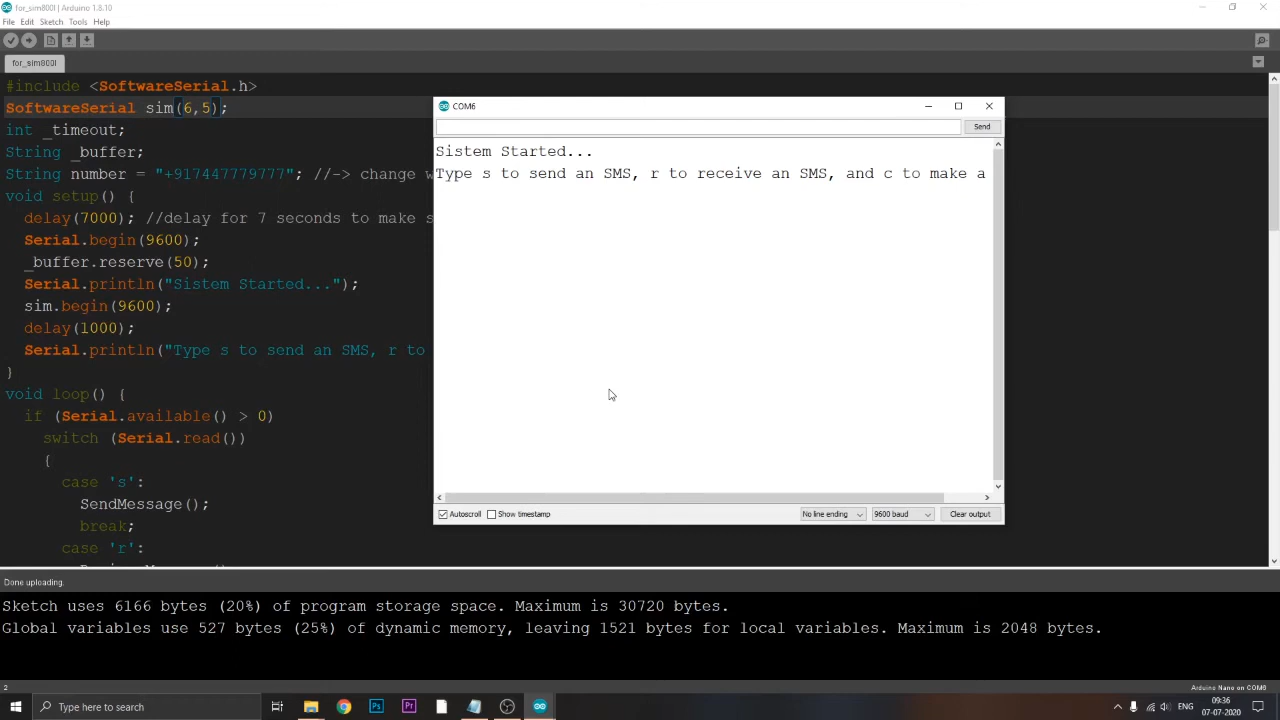 for_sim800l | Arduino 1.8.10
File Edit Sketch Tools Help
for_sim800l
#include <SoftwareSerial.h>
SoftwareSerial sim(6,5);
int _timeout;
String _buffer;
String number = "+917447779777"; //-> change w
void setup() {
delay(7000); //delay for 7 seconds to make s
Serial.begin(9600);
_buffer.reserve(50);
Serial.println("Sistem Started...");
sim.begin(9600);
delay(1000);
Serial.println("Type s to send an SMS, r to
}
void loop() {
if (Serial.available() > 0)
switch (Serial.read())
{
case 's':
SendMessage();
break;
case 'r':
COM6
Send
Sistem Started...
Type s to send an SMS, r to receive an SMS, and c to make a
Autoscroll Show timestamp No line ending 9600 baud Clear output
Done uploading.
Sketch uses 6166 bytes (20%) of program storage space. Maximum is 30720 bytes.
Global variables use 527 bytes (25%) of dynamic memory, leaving 1521 bytes for local variables. Maximum is 2048 bytes.
2
Arduino Nano on COM6
Type here to search
Ps
Pr
ENG
09:36
07-07-2020